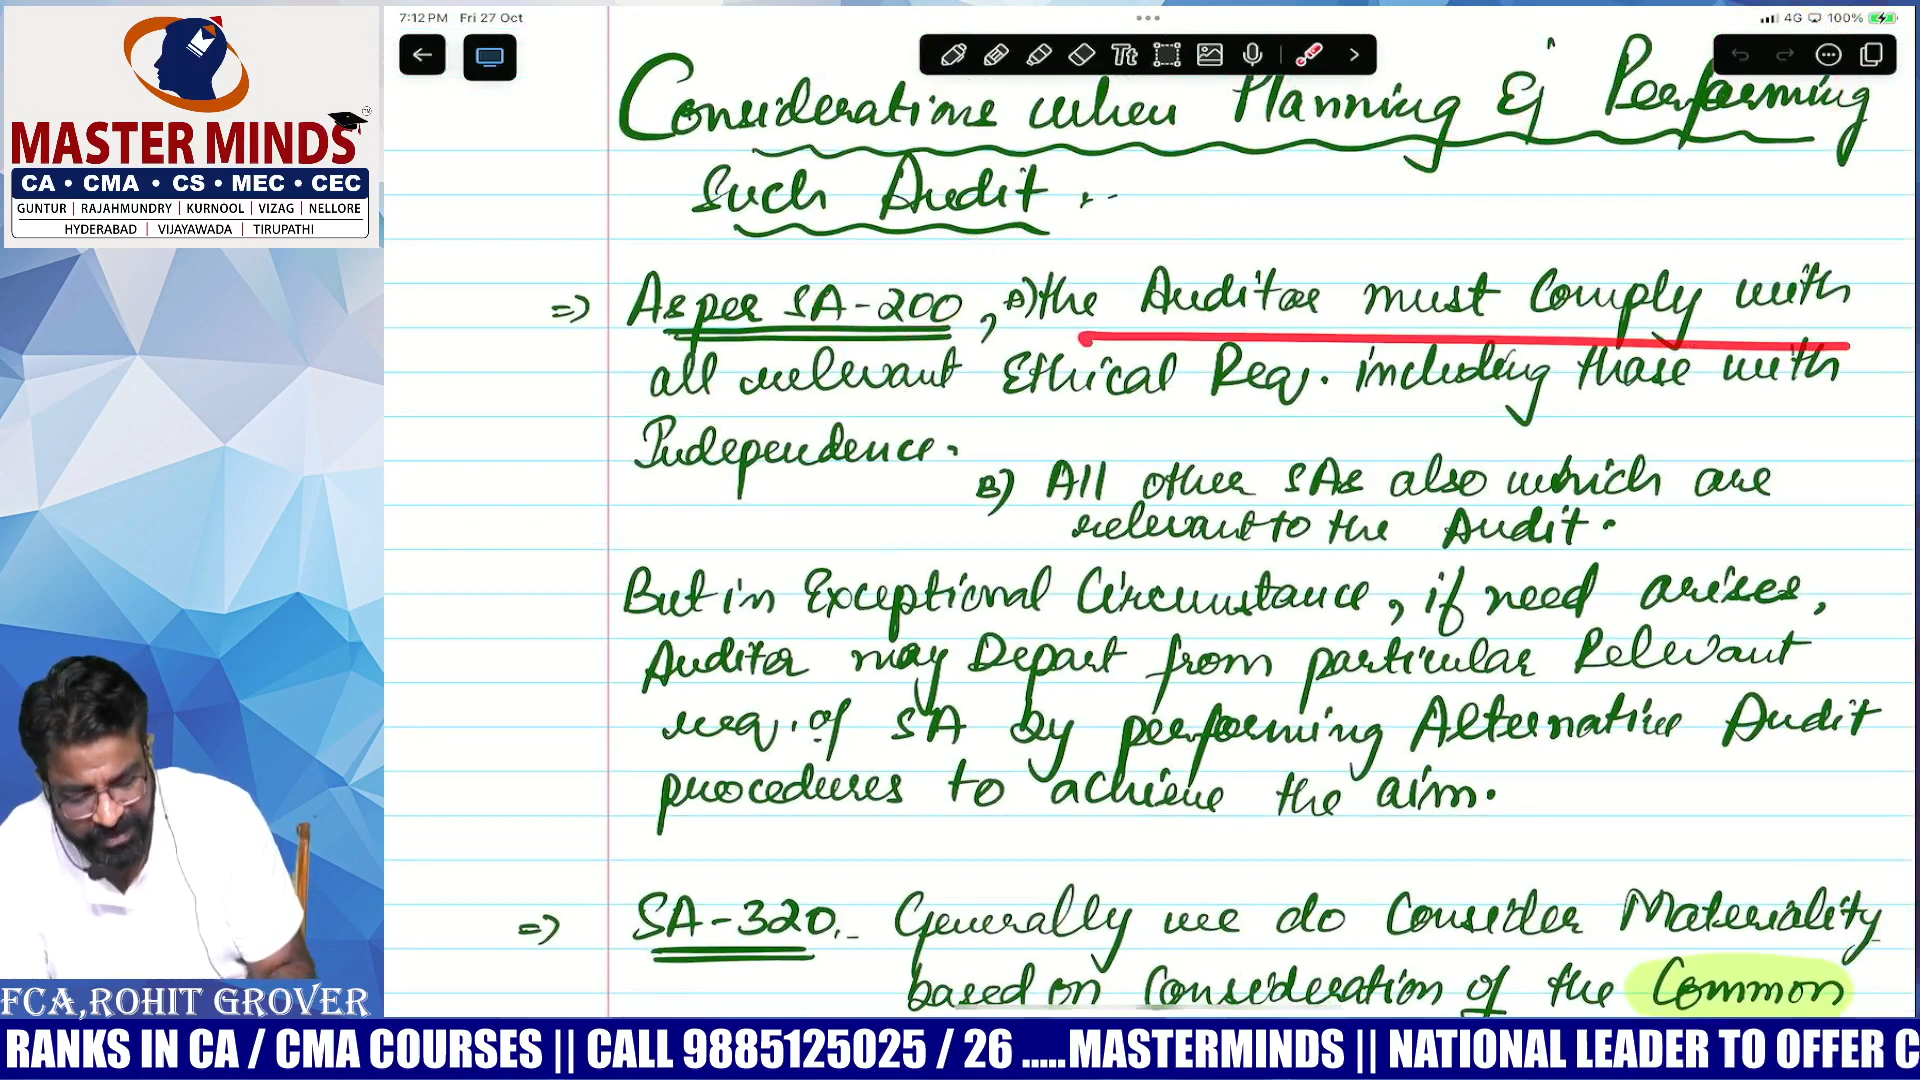 7:12 PM Fri 27 Oct
4G 100%
Tt
MASTER MINDS
CA • CMA • CS • MEC • CEC
GUNTUR | RAJAHMUNDRY | KURNOOL | VIZAG | NELLORE
HYDERABAD | VIJAYAWADA | TIRUPATHI
Considerations when Planning & Performing
Such Audit :-
=> As per SA-200, A) the Auditor must Comply with
all relevant Ethical Req. including those with
Independence.
B) All other SAs also which are
relevant to the Audit.
But in Exceptional Circumstance, if need arises,
Auditor may Depart from particular Relevant
req. of SA by performing Alternative Audit
procedures to achieve the aim.
=> SA-320.- Generally we do Consider Materiality
based on Consideration of the Common
FCA,ROHIT GROVER
RANKS IN CA / CMA COURSES || CALL 9885125025 / 26 .....MASTERMINDS || NATIONAL LEADER TO OFFER C